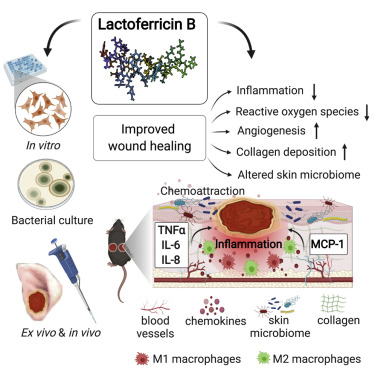 Lactoferricin B
Inflammation
Reactive oxygen species
Improved
wound healing
Angiogenesis
Collagen deposition
Altered skin microbiome
In vitro
Bacterial culture
Ex vivo & in vivo
Chemoattraction
TNFα
IL-6
IL-8
Inflammation
MCP-1
blood
vessels
chemokines
skin
microbiome
collagen
M1 macrophages
M2 macrophages